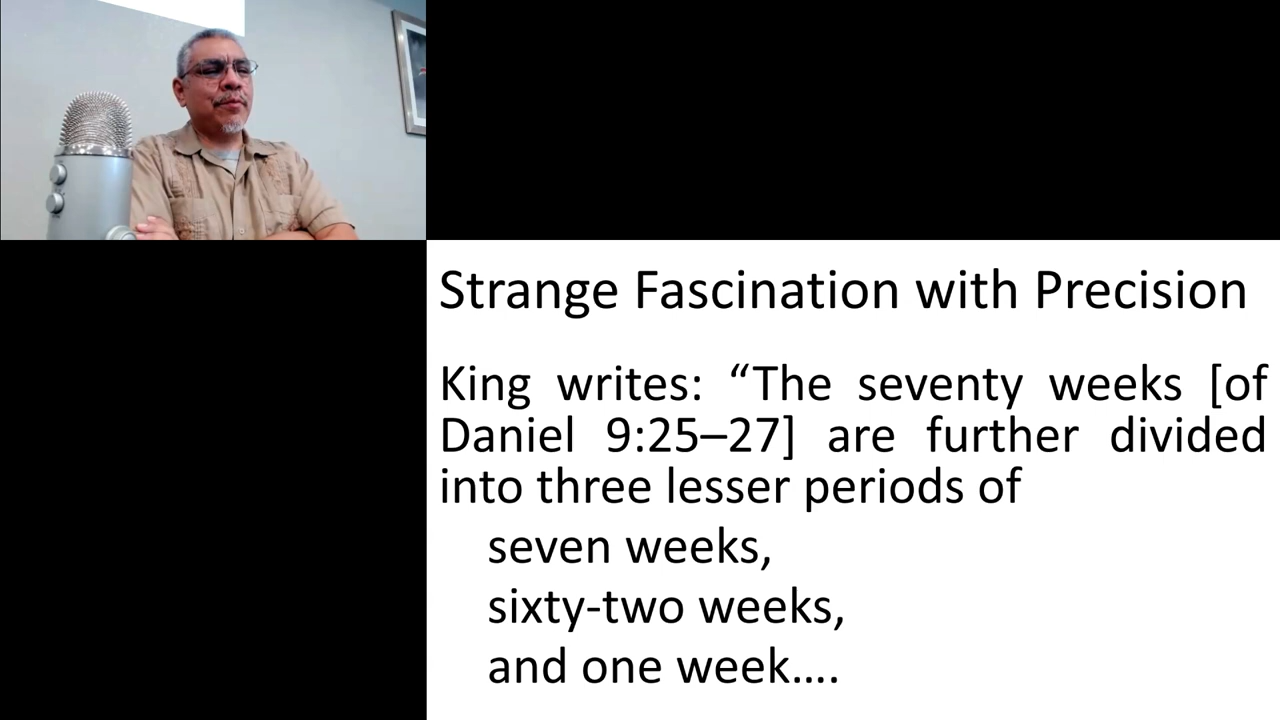 Strange Fascination with Precision
King writes: “The seventy weeks [of
Daniel 9:25–27] are further divided
into three lesser periods of
seven weeks,
sixty-two weeks,
and one week….